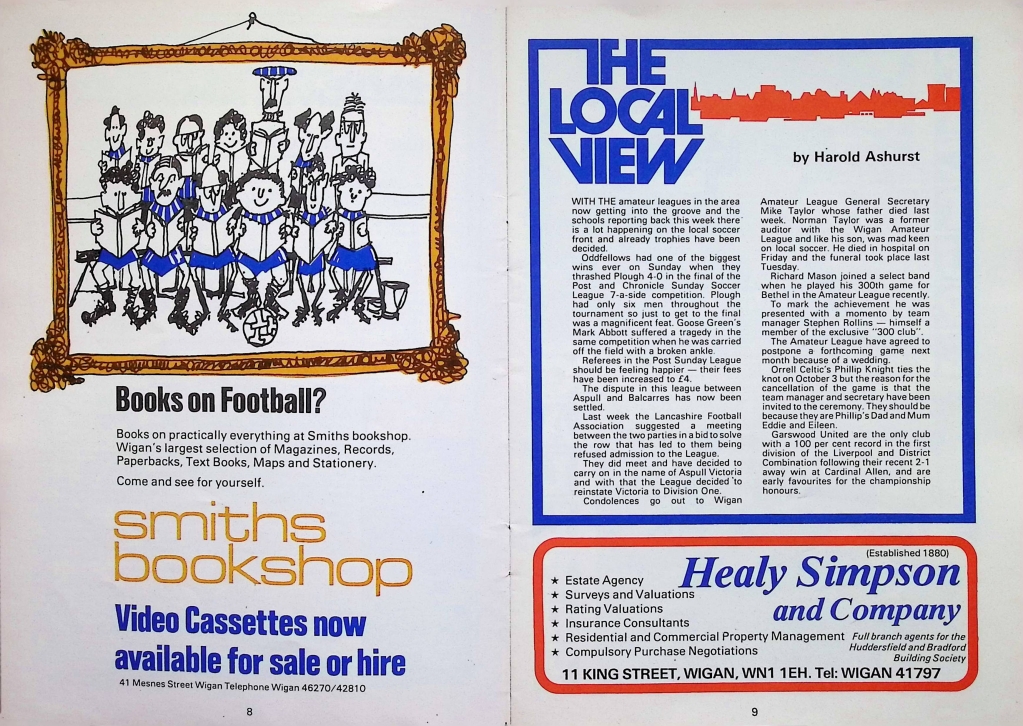 Books on Football?
Books on practically everything at Smiths bookshop.
Wigan's largest selection of Magazines, Records,
Paperbacks, Text Books, Maps and Stationery.
Come and see for yourself.
smiths
bookshop
Video Cassettes now
available for sale or hire
41 Mesnes Street Wigan Telephone Wigan 46270/42810
8
THE
LOCAL
VIEW
by Harold Ashurst
WITH THE amateur leagues in the area
now getting into the groove and the
schools reporting back this week there
is a lot happening on the local soccer
front and already trophies have been
decided.
Oddfellows had one of the biggest
wins ever on Sunday when they
thrashed Plough 4-0 in the final of the
Post and Chronicle Sunday Soccer
League 7-a-side competition. Plough
had only six men throughout the
tournament so just to get to the final
was a magnificent feat. Goose Green's
Mark Abbott suffered a tragedy in the
same competition when he was carried
off the field with a broken ankle.
Referees in the Post Sunday League
should be feeling happier — their fees
have been increased to £4.
The dispute in this league between
Aspull and Balcarres has now been
settled.
Last week the Lancashire Football
Association suggested a meeting
between the two parties in a bid to solve
the row that has led to them being
refused admission to the League.
They did meet and have decided to
carry on in the name of Aspull Victoria
and with that the League decided to
reinstate Victoria to Division One.
Condolences go out to Wigan
Amateur League General Secretary
Mike Taylor whose father died last
week. Norman Taylor was a former
auditor with the Wigan Amateur
League and like his son, was mad keen
on local soccer. He died in hospital on
Friday and the funeral took place last
Tuesday.
Richard Mason joined a select band
when he played his 300th game for
Bethel in the Amateur League recently.
To mark the achievement he was
presented with a momento by team
manager Stephen Rollins — himself a
member of the exclusive "300 club".
The Amateur League have agreed to
postpone a forthcoming game next
month because of a wedding.
Orrell Celtic's Phillip Knight ties the
knot on October 3 but the reason for the
cancellation of the game is that the
team manager and secretary have been
invited to the ceremony. They should be
because they are Phillip's Dad and Mum
Eddie and Eileen.
Garswood United are the only club
with a 100 per cent record in the first
division of the Liverpool and District
Combination following their recent 2-1
away win at Cardinal Allen, and are
early favourites for the championship
honours.
(Established 1880)
Healy Simpson
and Company
★ Estate Agency
★ Surveys and Valuations
★ Rating Valuations
★ Insurance Consultants
★ Residential and Commercial Property Management
★ Compulsory Purchase Negotiations
Full branch agents for the
Huddersfield and Bradford
Building Society
11 KING STREET, WIGAN, WN1 1EH. Tel: WIGAN 41797
9